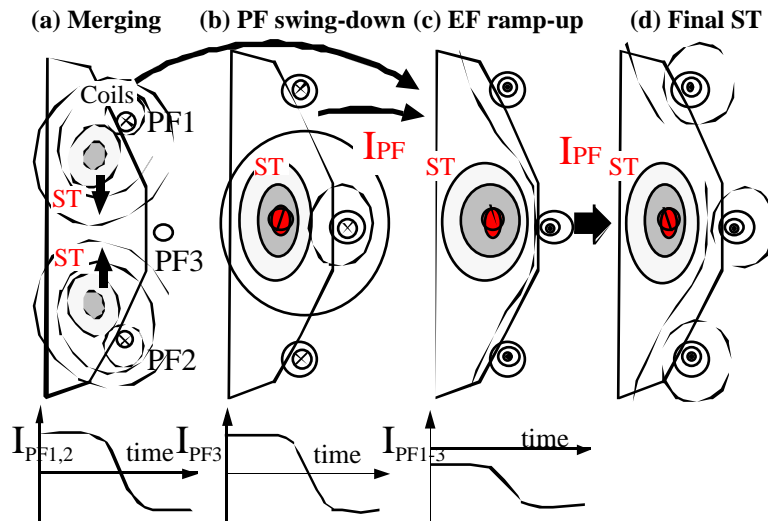 (a) Merging (b) PF swing-down (c) EF ramp-up (d) Final ST
Coils
PF1
ST
ST
PF3
PF2
ST
IPF
ST
IPF
ST
IPF1,2
time
IPF3
time
IPF1-3
time